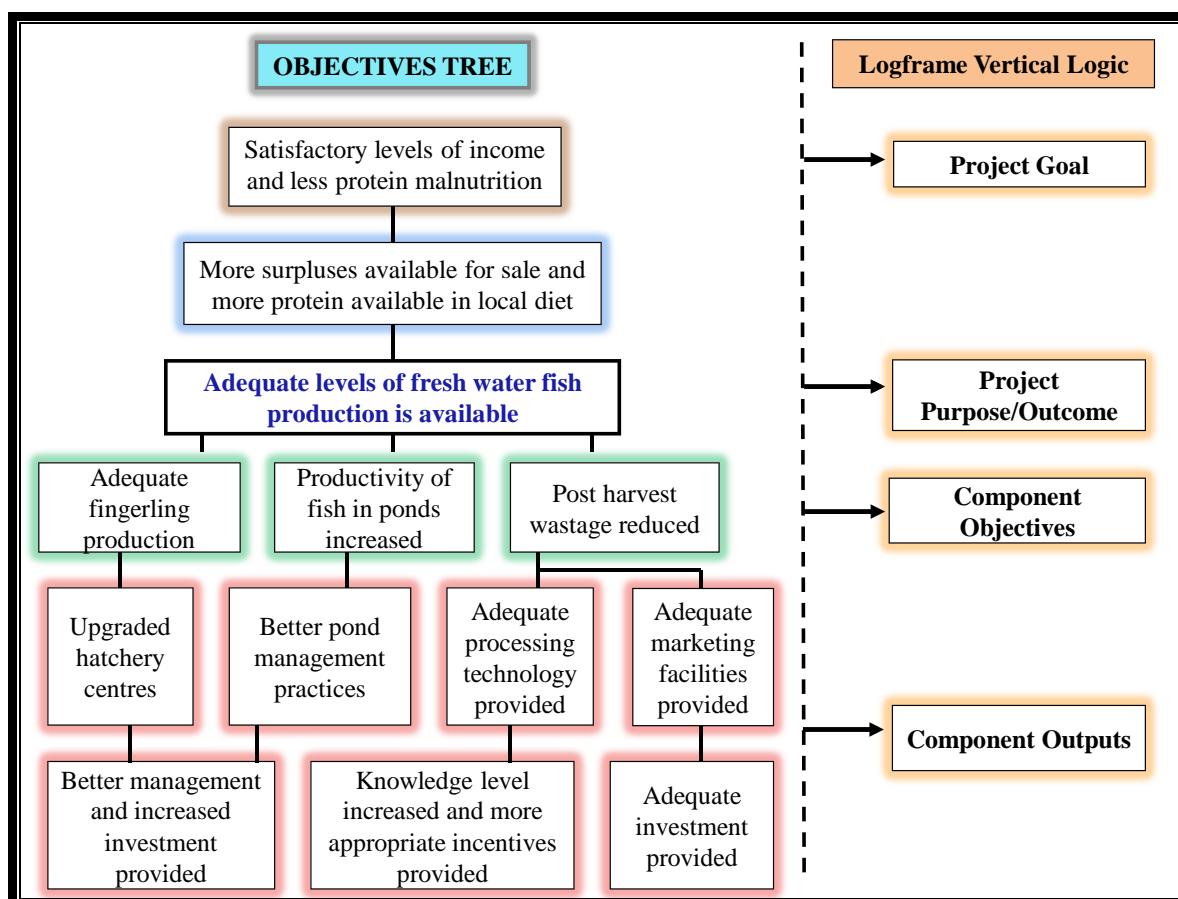 OBJECTIVES TREE
Logframe Vertical Logic
Satisfactory levels of income
and less protein malnutrition
Project Goal
More surpluses available for sale and
more protein available in local diet
Adequate levels of fresh water fish
production is available
Project
Purpose/Outcome
Adequate
fingerling
production
Productivity of
fish in ponds
increased
Post harvest
wastage reduced
Component
Objectives
Upgraded
hatchery
centres
Better pond
management
practices
Adequate
processing
technology
provided
Adequate
marketing
facilities
provided
Component Outputs
Better management
and increased
investment
provided
Knowledge level
increased and more
appropriate incentives
provided
Adequate
investment
provided